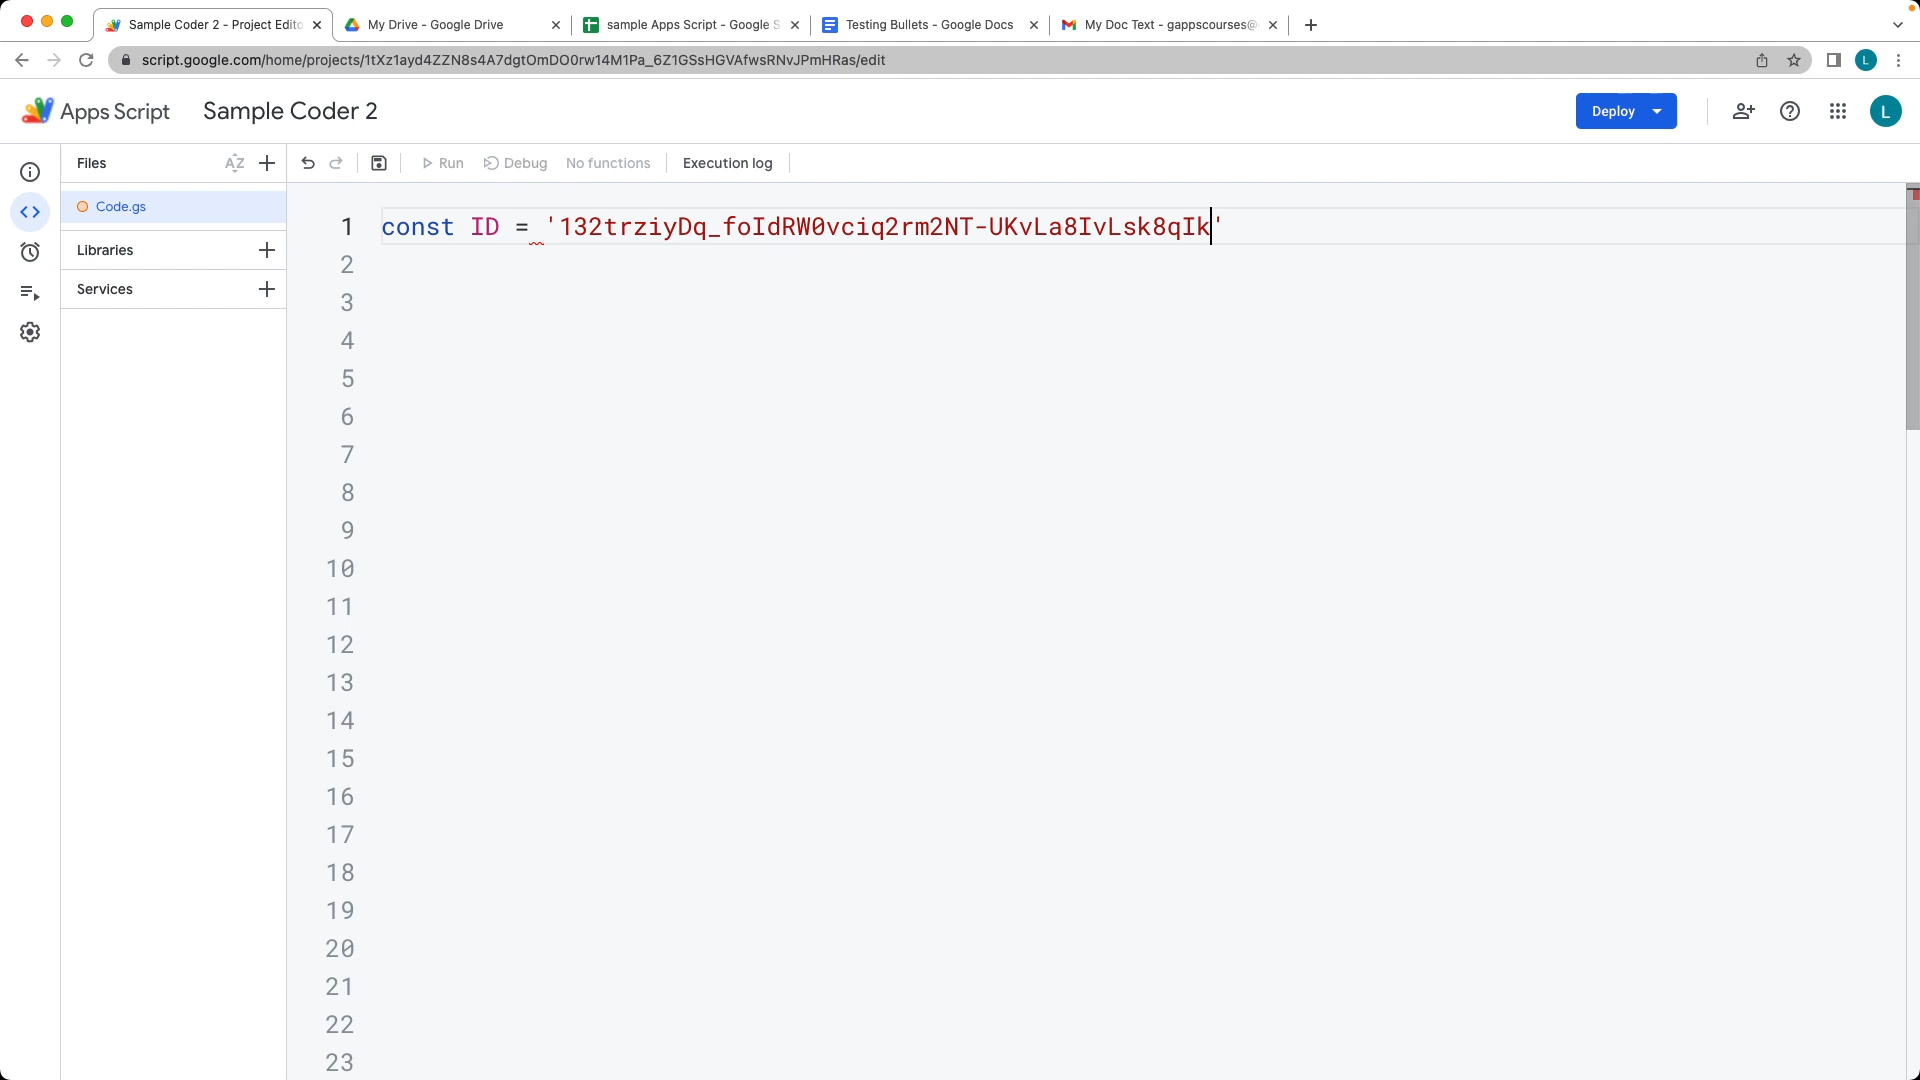 Sample Coder 2 - Project Edito
My Drive - Google Drive
sample Apps Script - Google S
Testing Bullets - Google Docs
My Doc Text - gappscourses@
script.google.com/home/projects/1tXz1ayd4ZZN8s4A7dgtOmDO0rw14M1Pa_6Z1GSsHGVAfwsRNvJPmHRas/edit
L
Apps Script
Sample Coder 2
Deploy
L
Files
AZ
Run
Debug
No functions
Execution log
Code.gs
Libraries
Services
1 const ID = '132trziyDq_foIdRW0vciq2rm2NT-UKvLa8IvLsk8qIk'
2
3
4
5
6
7
8
9
10
11
12
13
14
15
16
17
18
19
20
21
22
23